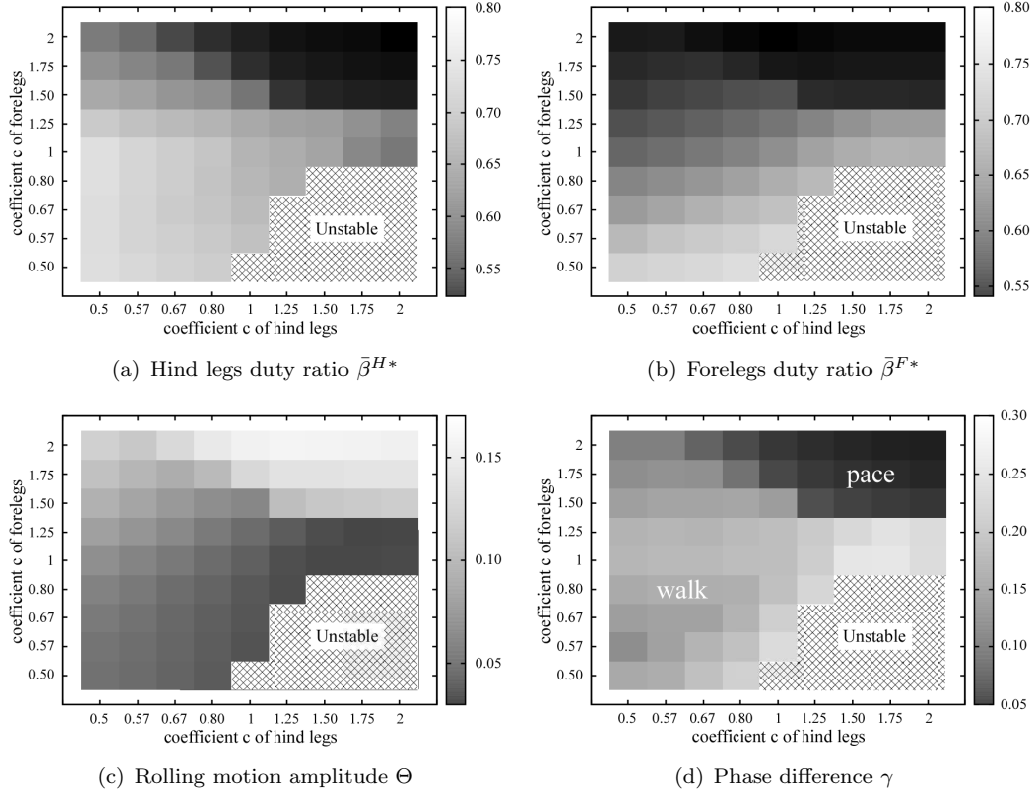 2
1.75
1.50
1.25
1
0.80
0.67
0.57
0.50
coefficient c of forelegs
Unstable
0.5 0.57 0.67 0.80 1 1.25 1.50 1.75 2
coefficient c of hind legs
0.80
0.75
0.70
0.65
0.60
0.55
(a) Hind legs duty ratio β̄^{H*}
2
1.75
1.50
1.25
1
0.80
0.67
0.57
0.50
coefficient c of forelegs
Unstable
0.5 0.57 0.67 0.80 1 1.25 1.50 1.75 2
coefficient c of hind legs
0.80
0.75
0.70
0.65
0.60
0.55
(b) Forelegs duty ratio β̄^{F*}
2
1.75
1.50
1.25
1
0.80
0.67
0.57
0.50
coefficient c of forelegs
Unstable
0.5 0.57 0.67 0.80 1 1.25 1.50 1.75 2
coefficient c of hind legs
0.15
0.10
0.05
(c) Rolling motion amplitude Θ
2
1.75
1.50
1.25
1
0.80
0.67
0.57
0.50
coefficient c of forelegs
pace
walk
Unstable
0.5 0.57 0.67 0.80 1 1.25 1.50 1.75 2
coefficient c of hind legs
0.30
0.25
0.20
0.15
0.10
0.05
(d) Phase difference γ